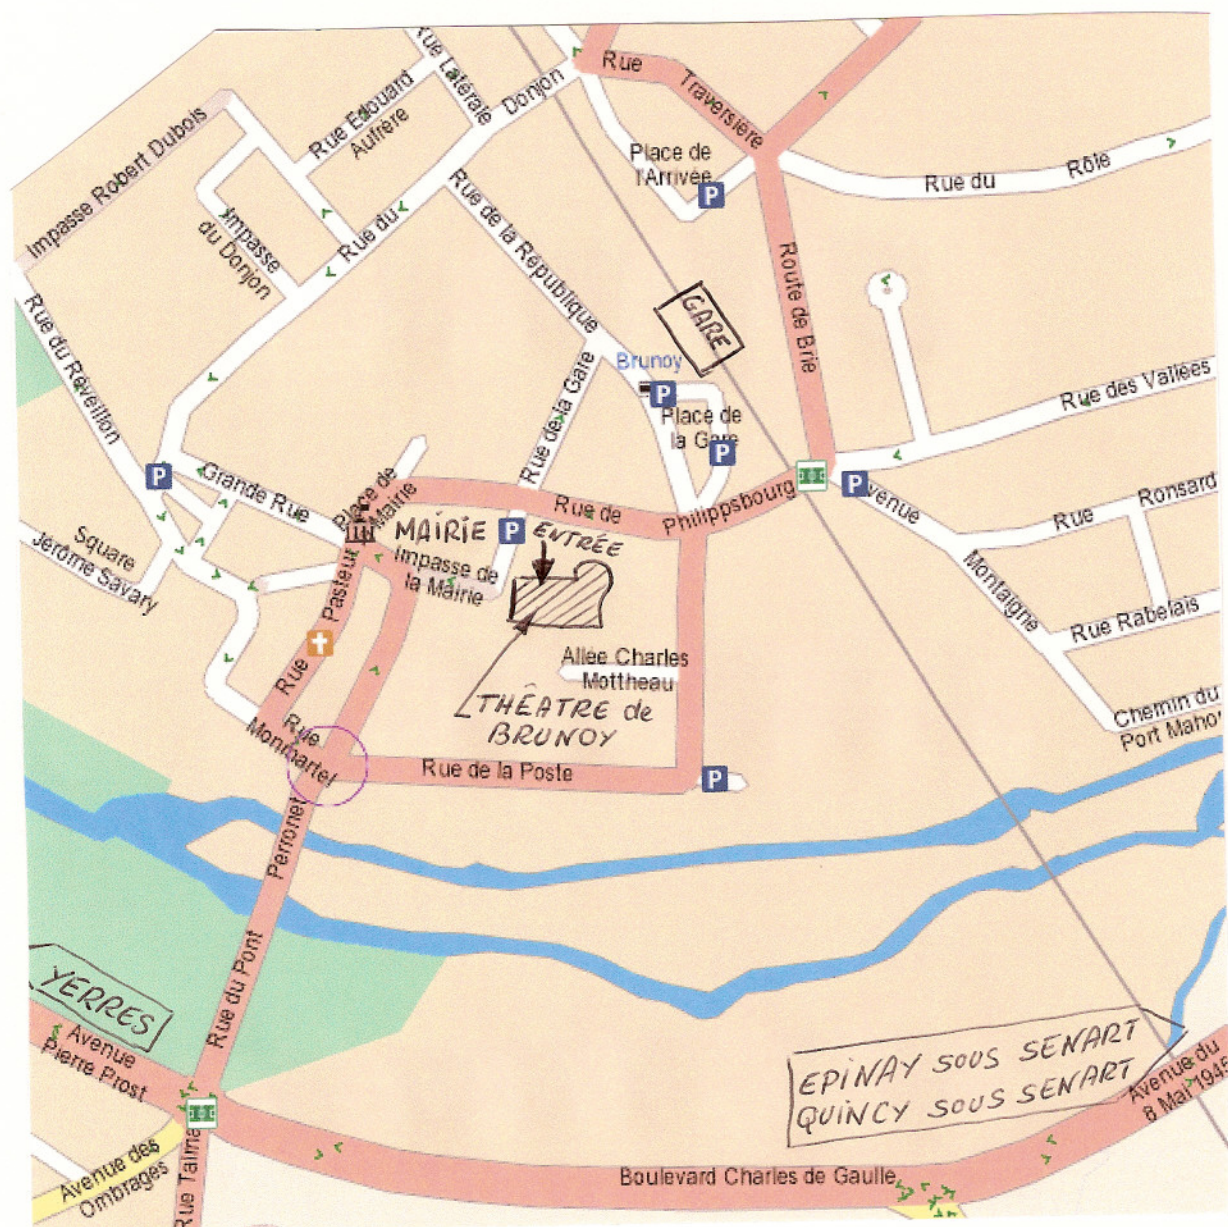 Rue Latérale
Rue Edouard
Aufrère
Donjon
Rue
Traversière
Impasse Robert Dubois
Place de
l'Arrivée
P
Rue du
Rôle
Impasse
du Donjon
Rue du
Rue de la République
Route de Brie
GARE
Rue du Réveillon
Brunoy
P
Place de
la Gare
P
Rue de la Gare
Rue des Vallées
P
Grande Rue
Place de
Mairie
Rue de
Philippsbourg
P
Avenue
Montaigne
Rue
Ronsard
Square
Jérôme Savary
MAIRIE
P
ENTRÉE
Impasse de
la Mairie
Rue
Pasteur
Rue Rabelais
Allée Charles
Mottheau
THÉATRE de
BRUNOY
Chemin du
Port Mahon
Rue
Monmartel
Rue de la Poste
P
Perronet
Rue du Pont
YERRES
Avenue
Pierre Prost
EPINAY SOUS SENART
QUINCY SOUS SENART
Avenue du
8 Mai 1945
Avenue des
Ombrages
Rue Talma
Boulevard Charles de Gaulle